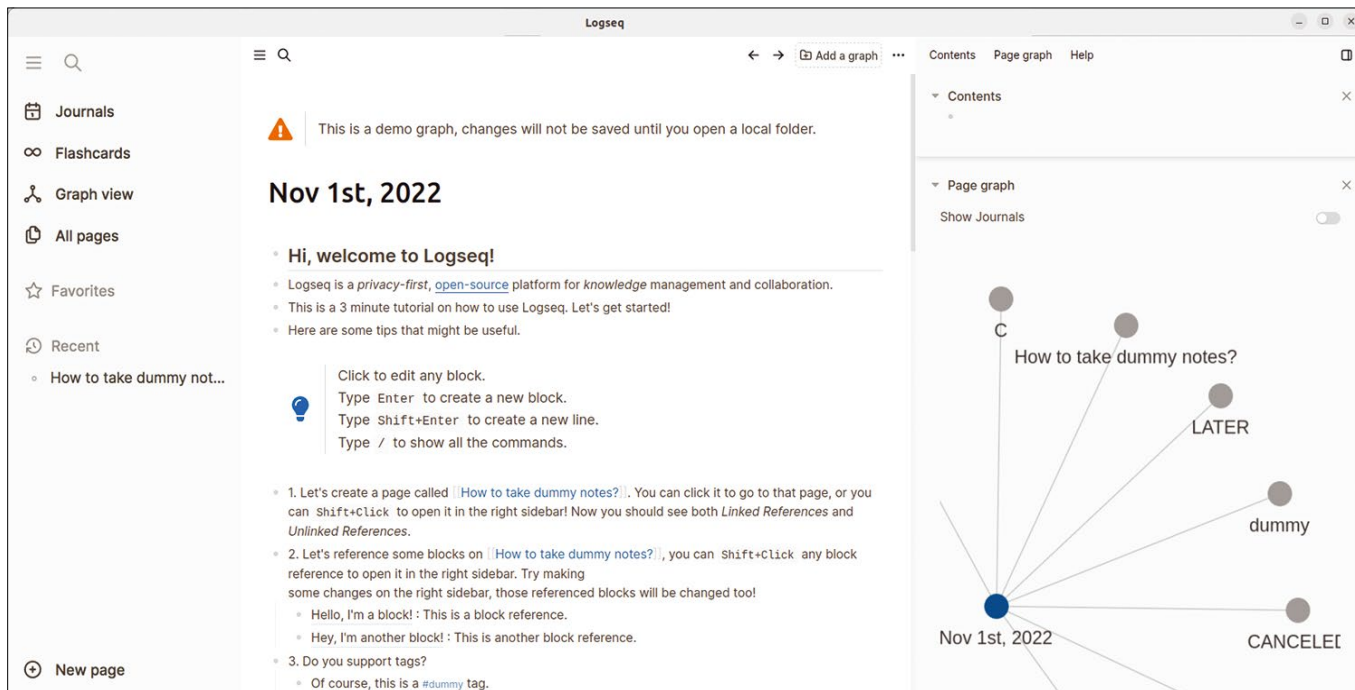 Logseq
Journals
Flashcards
Graph view
All pages
Favorites
Recent
How to take dummy not...
New page
Add a graph
This is a demo graph, changes will not be saved until you open a local folder.
Nov 1st, 2022
Hi, welcome to Logseq!
Logseq is a privacy-first, open-source platform for knowledge management and collaboration.
This is a 3 minute tutorial on how to use Logseq. Let's get started!
Here are some tips that might be useful.
Click to edit any block.
Type Enter to create a new block.
Type Shift+Enter to create a new line.
Type / to show all the commands.
1. Let's create a page called [[How to take dummy notes?]]. You can click it to go to that page, or you
can Shift+Click to open it in the right sidebar! Now you should see both Linked References and
Unlinked References.
2. Let's reference some blocks on [[How to take dummy notes?]], you can Shift+Click any block
reference to open it in the right sidebar. Try making
some changes on the right sidebar, those referenced blocks will be changed too!
Hello, I'm a block! : This is a block reference.
Hey, I'm another block! : This is another block reference.
3. Do you support tags?
Of course, this is a #dummy tag.
Contents Page graph Help
Contents
Page graph
Show Journals
C
How to take dummy notes?
LATER
dummy
Nov 1st, 2022
CANCELED